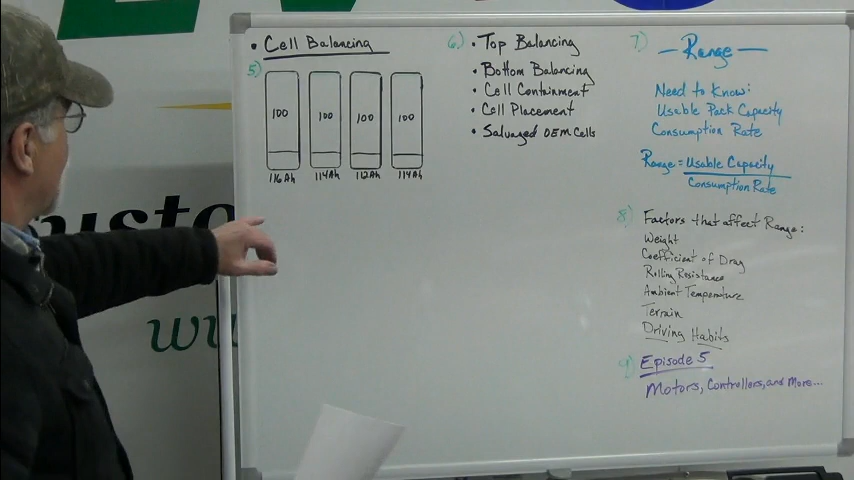 • Cell Balancing
5)
100 100 100 100
116Ah 114Ah 112Ah 114Ah
6) • Top Balancing
• Bottom Balancing
• Cell Containment
• Cell Placement
• Salvaged OEM Cells
7) — Range —
Need to Know:
Usable Pack Capacity
Consumption Rate
Range = Usable Capacity
Consumption Rate
8) Factors that affect Range:
Weight
Coefficient of Drag
Rolling Resistance
Ambient Temperature
Terrain
Driving Habits
9) Episode 5
Motors, Controllers, and More...